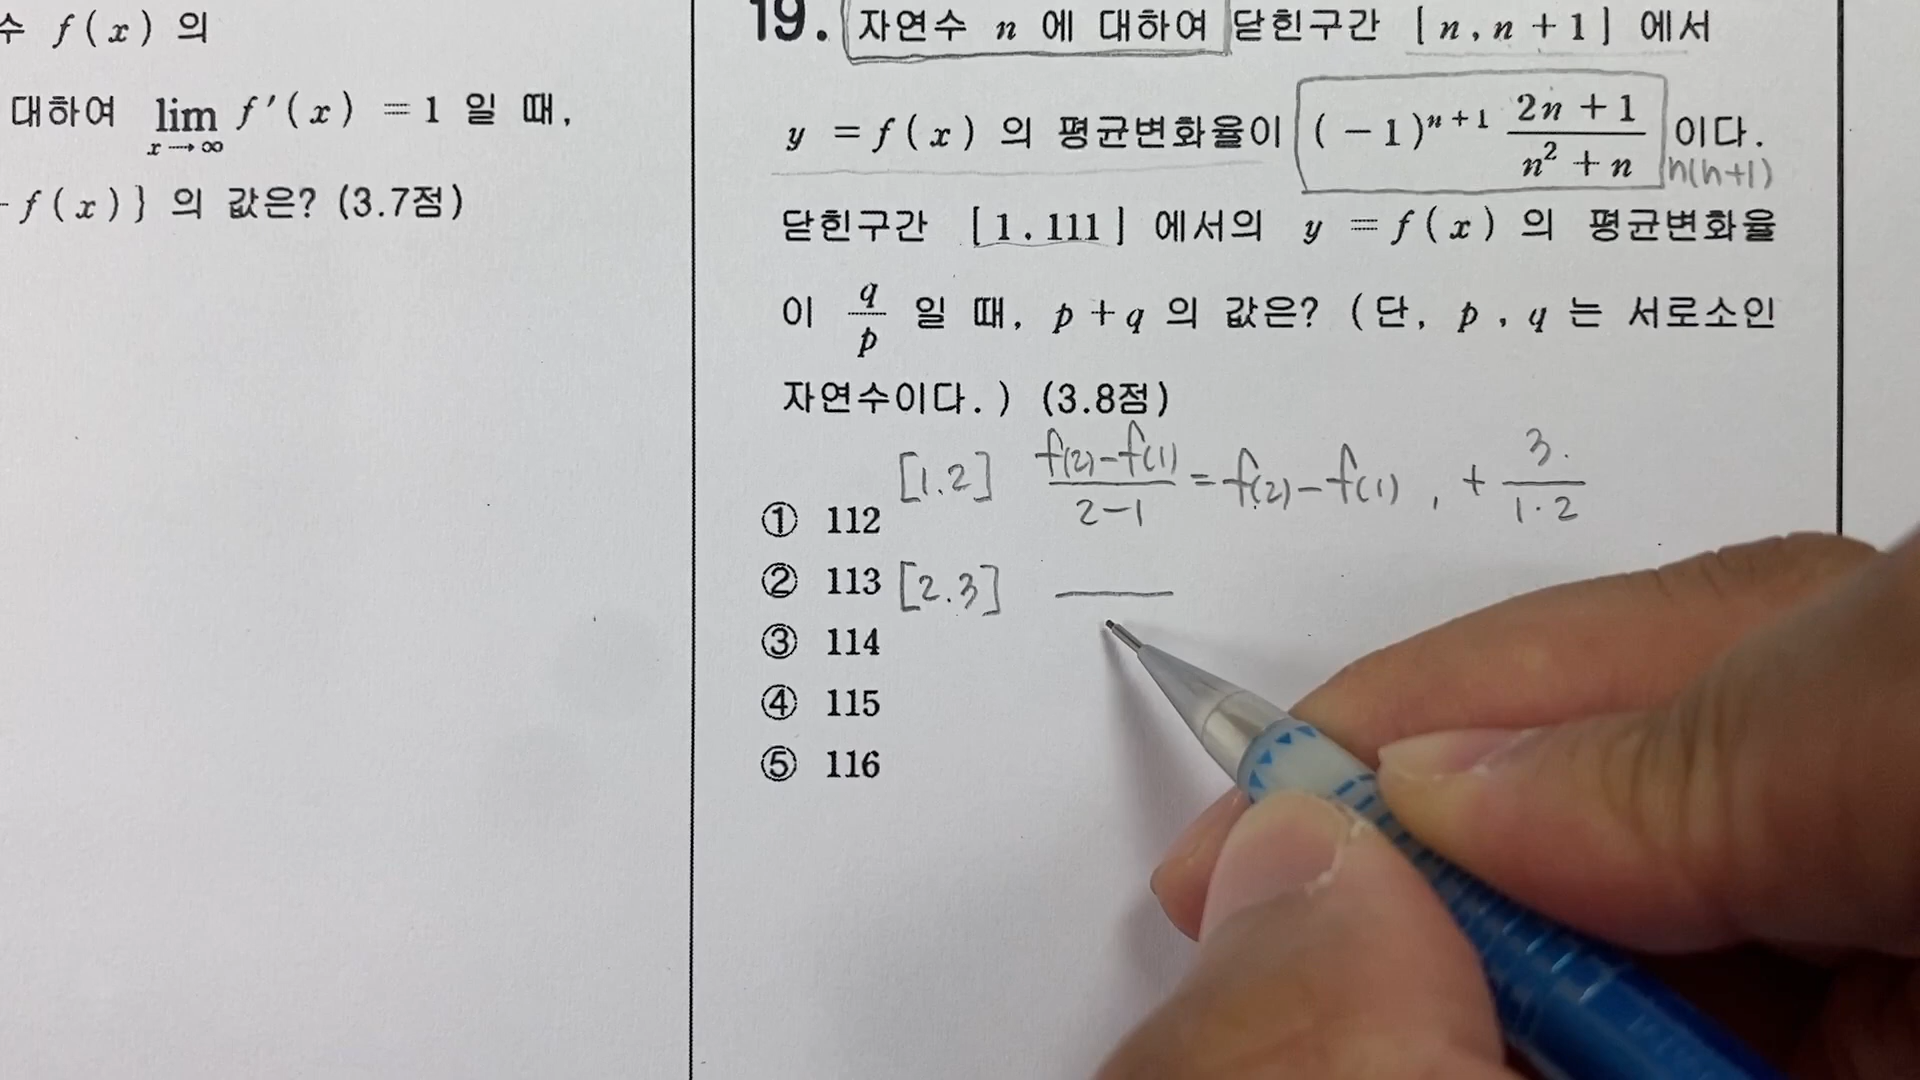 수 f(x) 의
대하여 lim f′(x) = 1 일 때,
x→∞
f(x)} 의 값은? (3.7점)
19. 자연수 n 에 대하여 닫힌구간 [n, n+1] 에서
y = f(x) 의 평균변화율이 (-1)^{n+1} \frac{2n+1}{n^2+n} 이다.
n(n+1)
닫힌구간 [1. 111] 에서의 y = f(x) 의 평균변화율
이 \frac{q}{p} 일 때, p+q 의 값은? (단, p, q 는 서로소인
자연수이다.) (3.8점)
[1.2] \frac{f(2)-f(1)}{2-1} = f(2)-f(1), + \frac{3.}{1·2}
① 112
② 113 [2.3]
③ 114
④ 115
⑤ 116